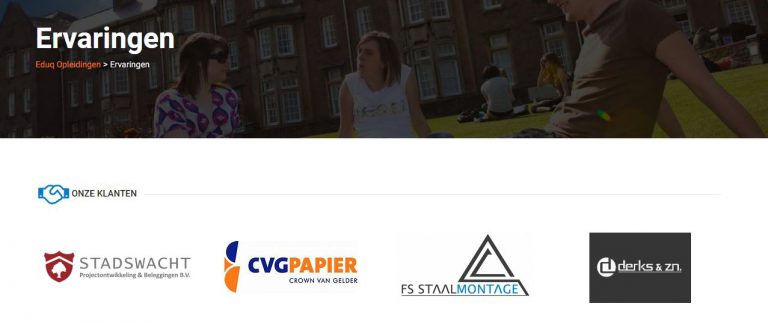 Ervaringen
Eduq Opleidingen > Ervaringen
ONZE KLANTEN
STADSWACHT
Projectontwikkeling & Beleggingen B.V.
CVGPAPIER
CROWN VAN GELDER
FS STAALMONTAGE
derks & zn.